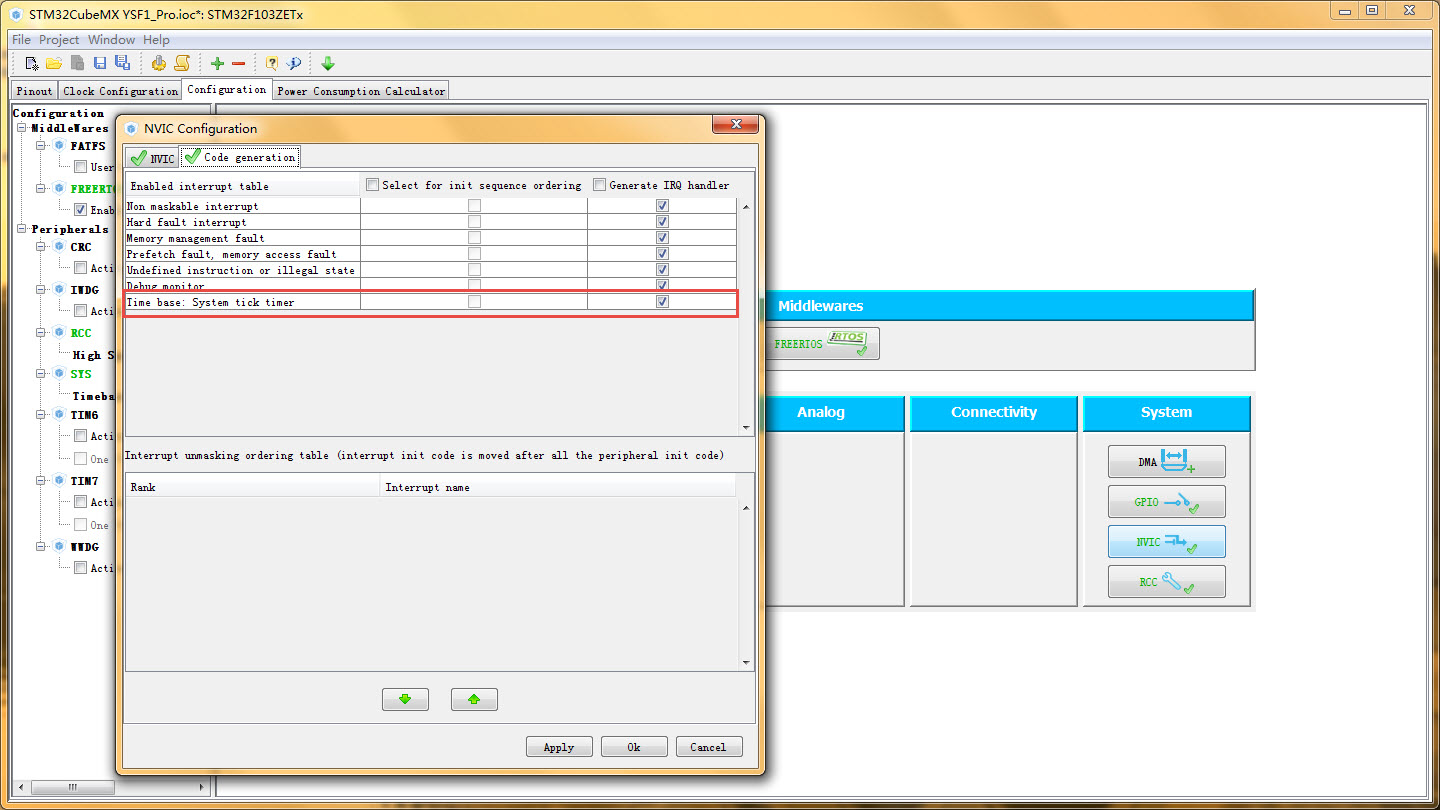 STM32CubeMX YSF1_Pro.ioc*: STM32F103ZETx
File Project Window Help
Pinout Clock Configuration Configuration Power Consumption Calculator
Configuration
MiddleWares
FATFS
User
FREERTO
Enab
Peripherals
CRC
Acti
IWDG
Acti
RCC
High S
SYS
Timeba
TIM6
Acti
One
TIM7
Acti
One
WWDG
Acti
NVIC Configuration
NVIC Code generation
Enabled interrupt table Select for init sequence ordering Generate IRQ handler
Non maskable interrupt
Hard fault interrupt
Memory management fault
Prefetch fault, memory access fault
Undefined instruction or illegal state
Debug monitor
Time base: System tick timer
Interrupt unmasking ordering table (interrupt init code is moved after all the peripheral init code)
Rank Interrupt name
Apply Ok Cancel
Middlewares
FREERTOS RTOS
Analog Connectivity System
DMA
GPIO
NVIC
RCC